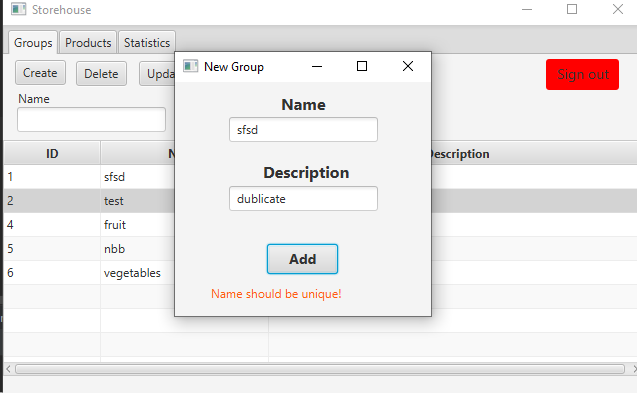 Storehouse
Groups Products Statistics
Create Delete Upda
Sign out
Name
ID N Description
1 sfsd
2 test
4 fruit
5 nbb
6 vegetables
New Group
Name
sfsd
Description
dublicate
Add
Name should be unique!